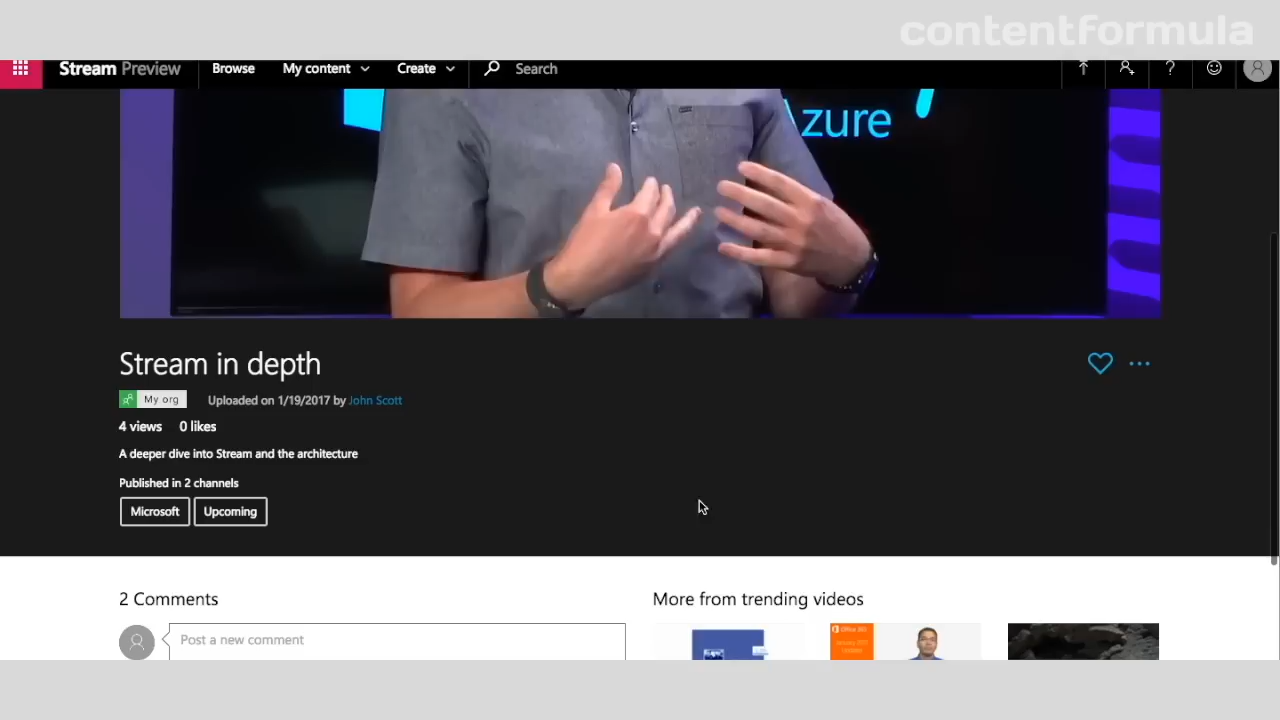 contentformula
Stream Preview Browse My content Create Search
Azure
Stream in depth
My org Uploaded on 1/19/2017 by John Scott
4 views 0 likes
A deeper dive into Stream and the architecture
Published in 2 channels
Microsoft Upcoming
2 Comments
More from trending videos
Post a new comment
Office 365